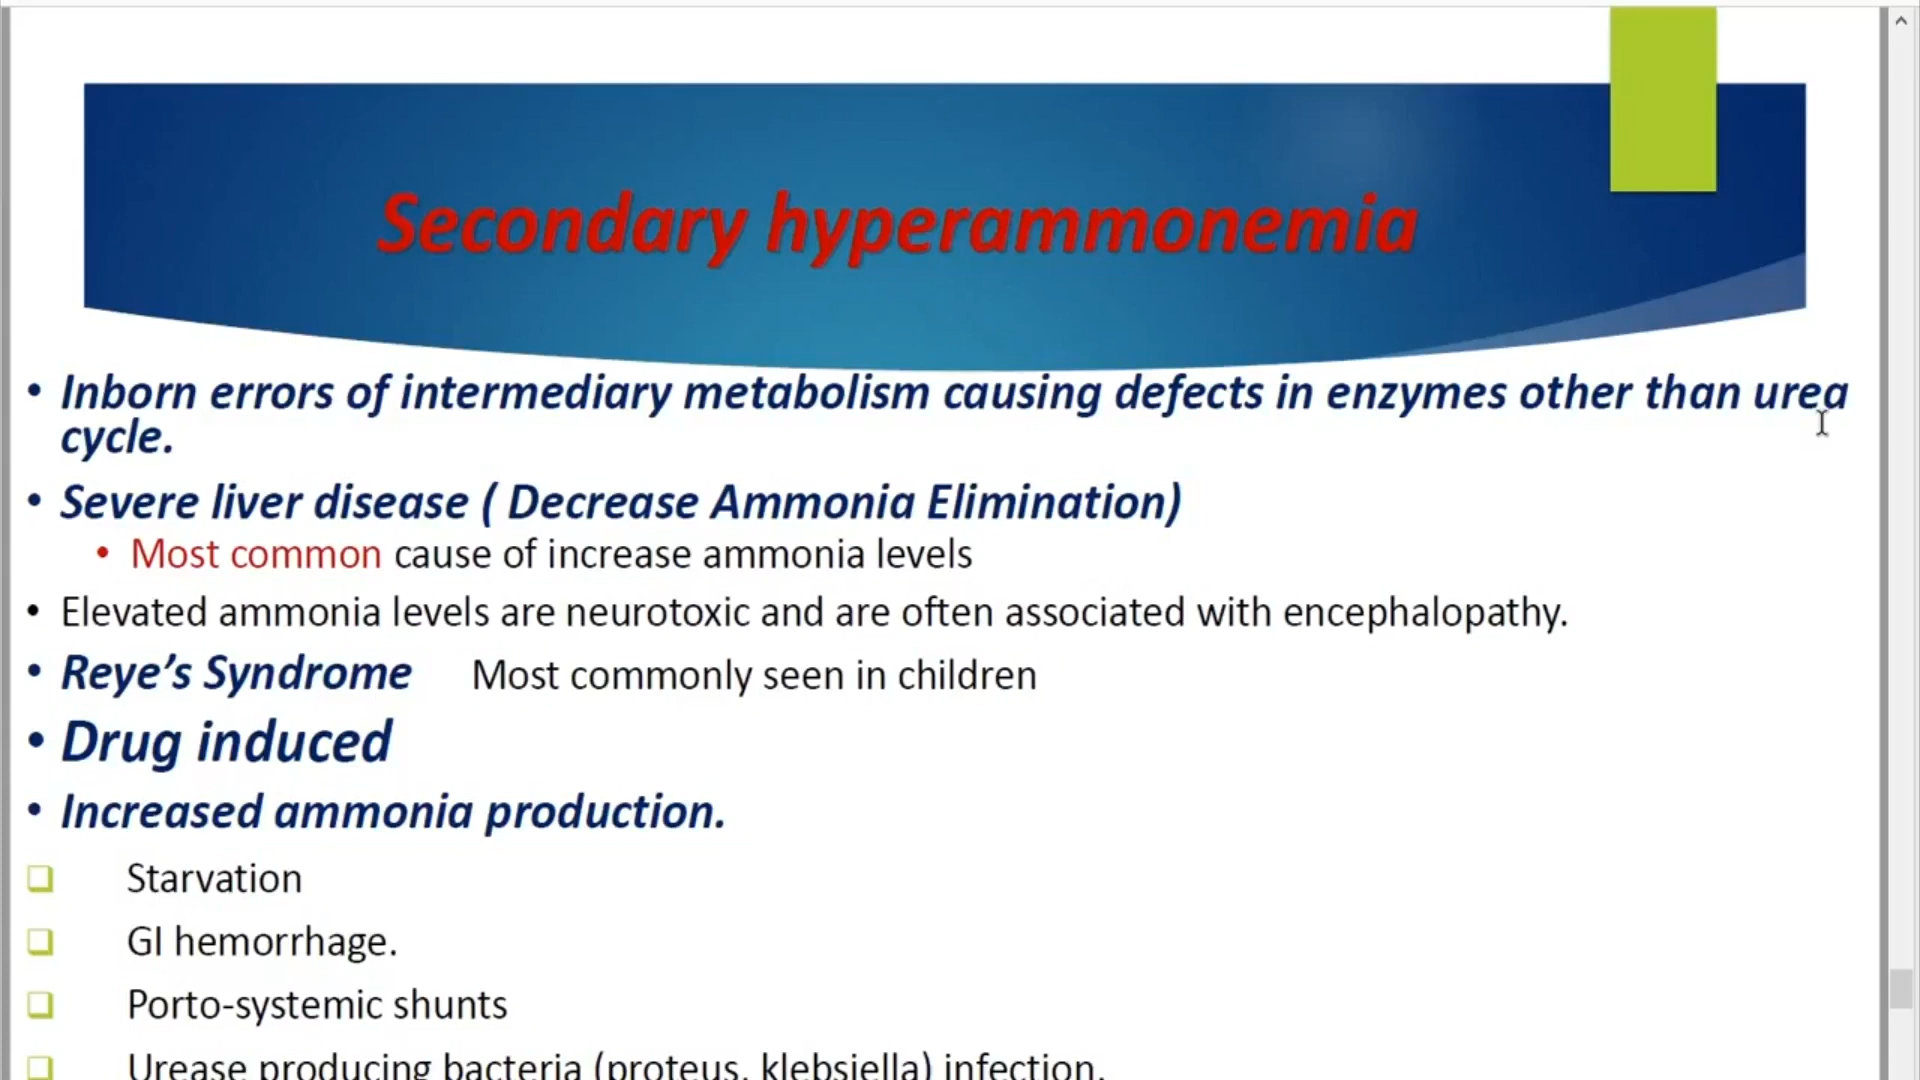 Secondary hyperammonemia
• Inborn errors of intermediary metabolism causing defects in enzymes other than urea
cycle.
• Severe liver disease ( Decrease Ammonia Elimination)
• Most common cause of increase ammonia levels
• Elevated ammonia levels are neurotoxic and are often associated with encephalopathy.
• Reye’s Syndrome Most commonly seen in children
• Drug induced
• Increased ammonia production.
❑ Starvation
❑ GI hemorrhage.
❑ Porto-systemic shunts
❑ Urease producing bacteria (proteus, klebsiella) infection.